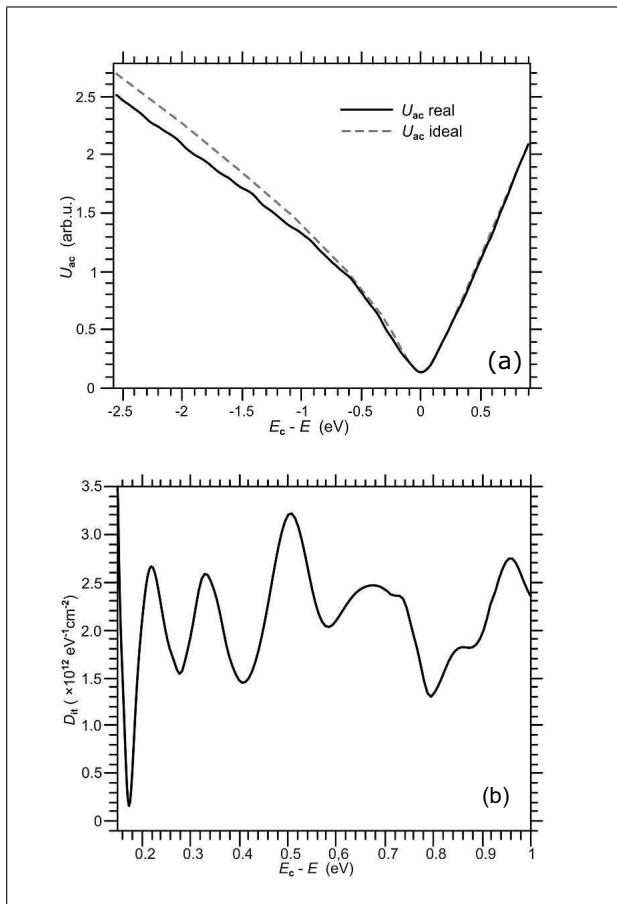 2.5
2
1.5
1
0.5
0
U_ac (arb.u.)
U_ac real
U_ac ideal
(a)
-2.5 -2 -1.5 -1 -0.5 0 0.5
E_c - E (eV)
3.5
3.0
2.5
2.0
1.5
1.0
0.5
0
D_it ( ×10^12 eV^-1cm^-2)
(b)
0.2 0.3 0.4 0.5 0,6 0.7 0.8 0.9 1
E_c - E (eV)